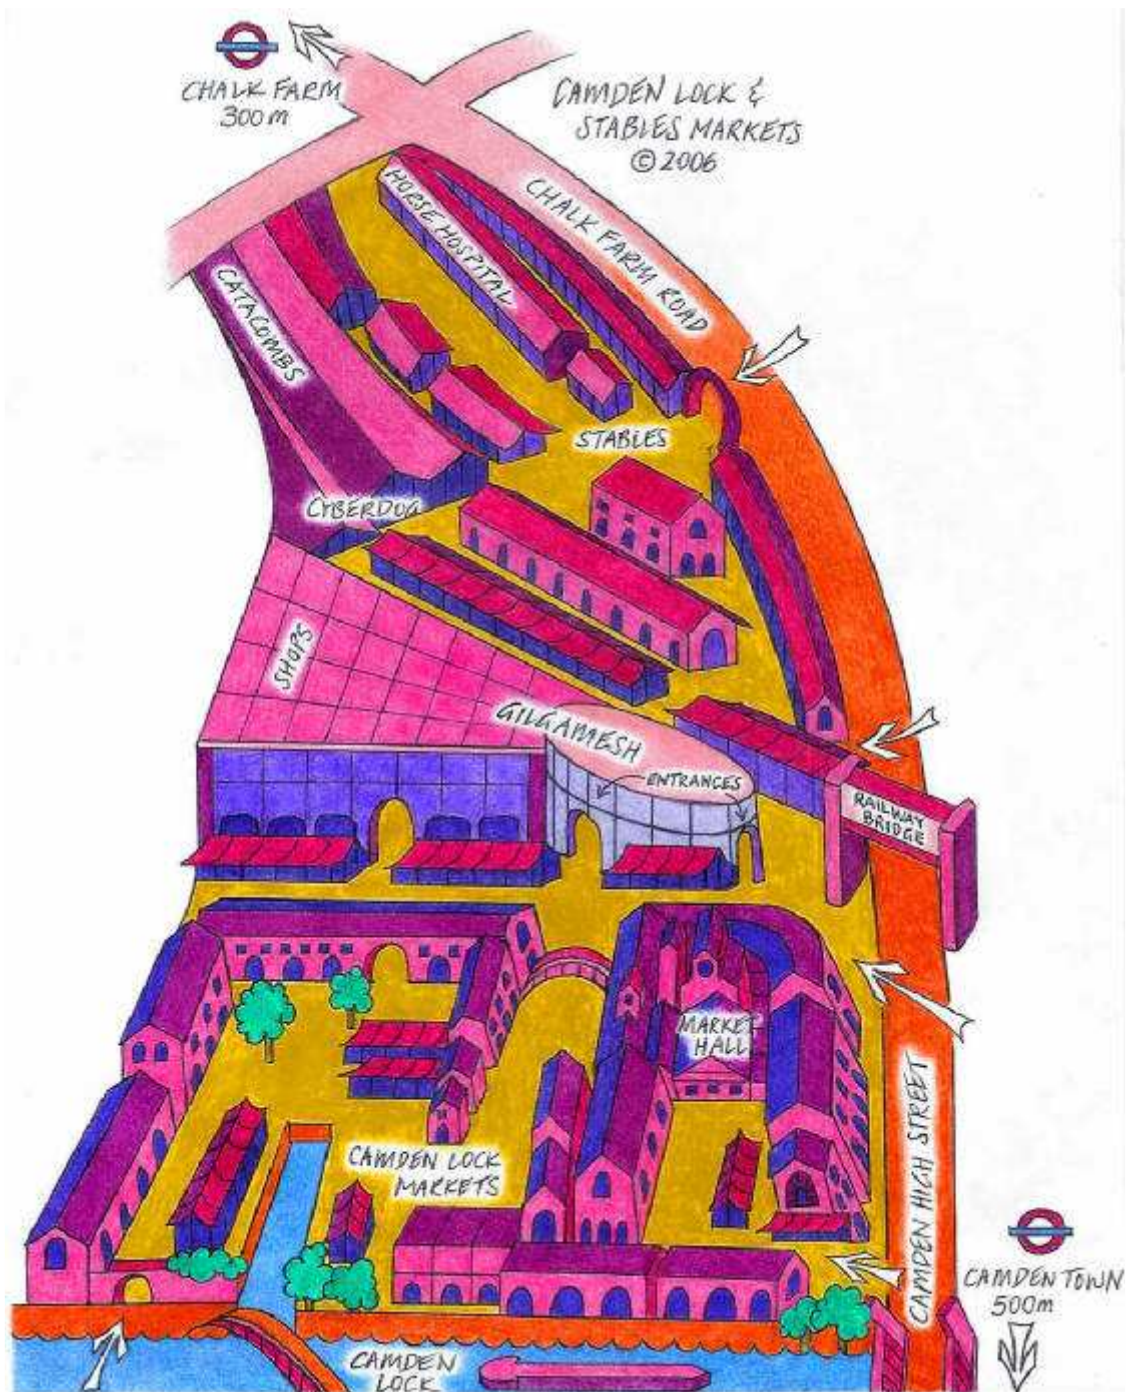 CHALK FARM
300m
CAMDEN LOCK &
STABLES MARKETS
© 2006
CHALK FARM ROAD
HORSE HOSPITAL
CATACOMBS
STABLES
CYBERDOG
SHOPS
GILGAMESH
ENTRANCES
RAILWAY
BRIDGE
MARKET
HALL
CAMDEN LOCK
MARKETS
CAMDEN HIGH STREET
CAMDEN TOWN
500m
CAMDEN
LOCK